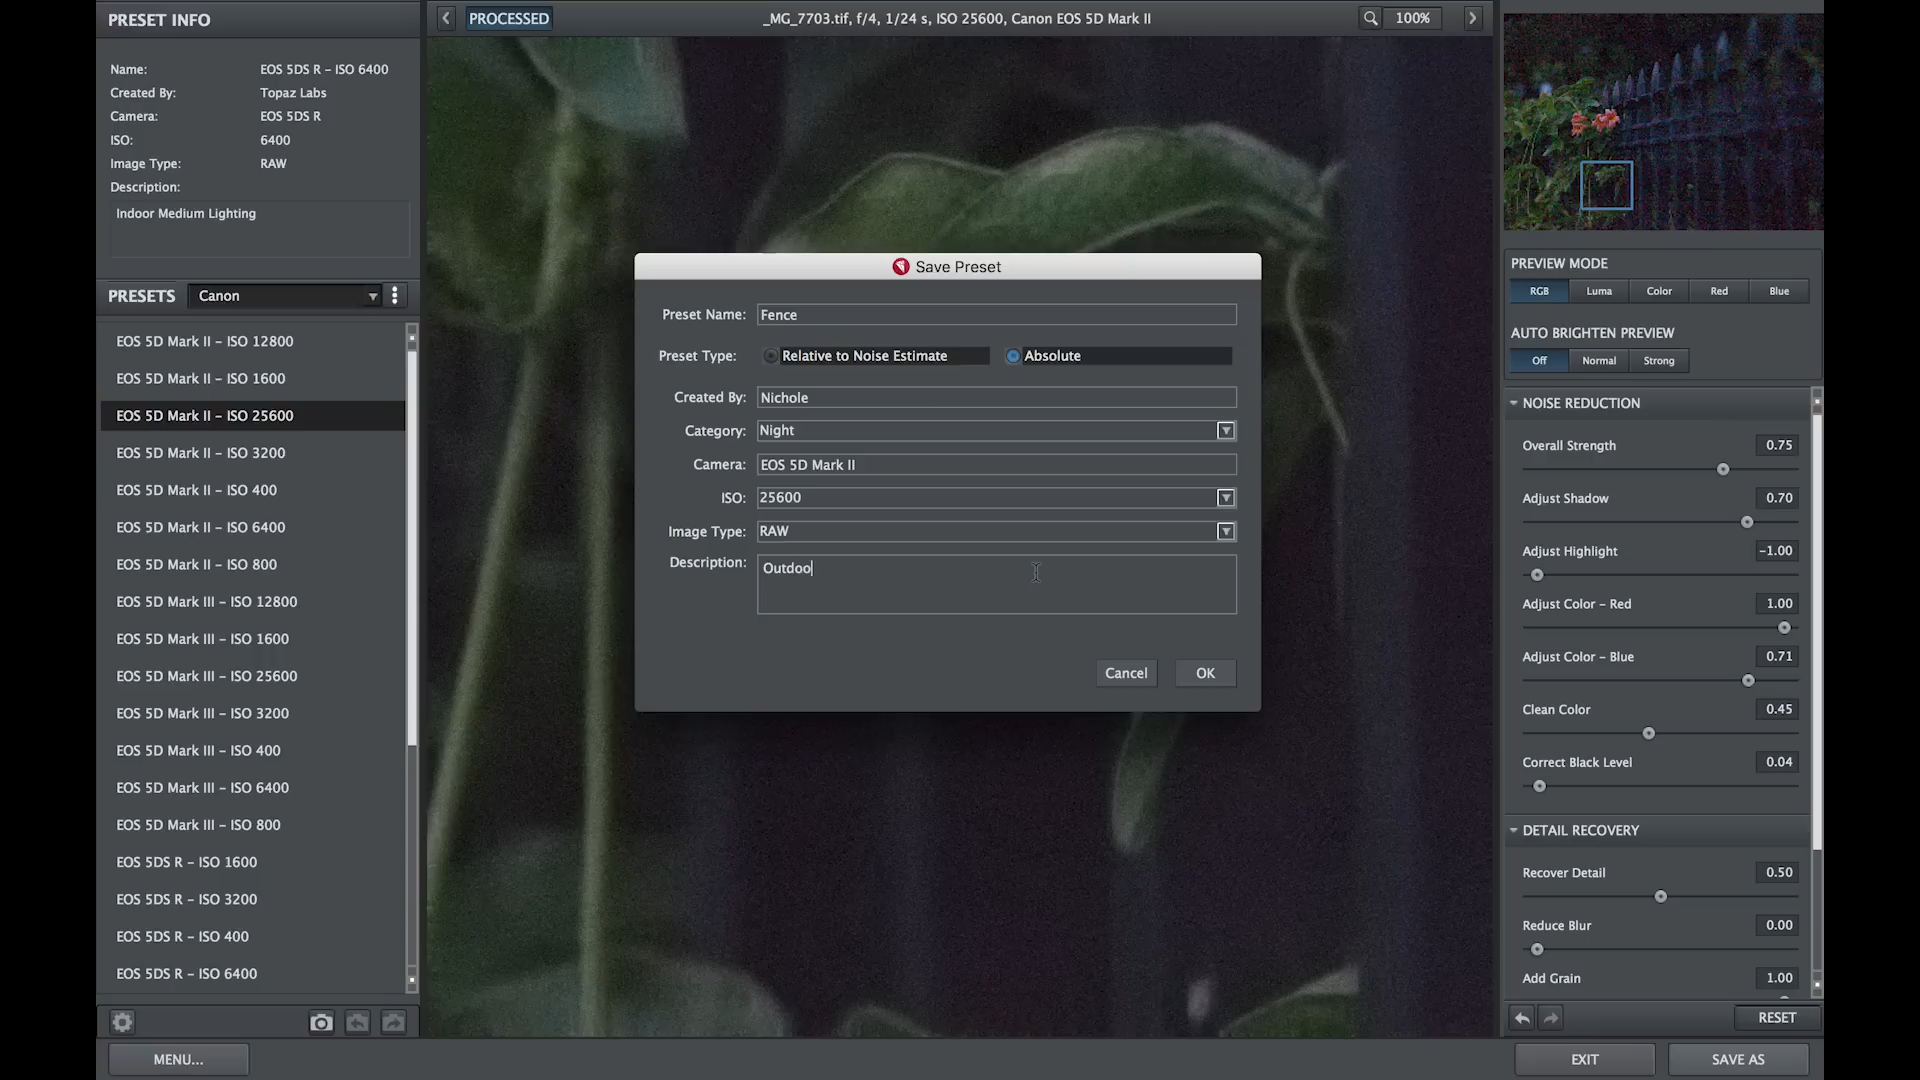 PRESET INFO
Name: EOS 5DS R – ISO 6400
Created By: Topaz Labs
Camera: EOS 5DS R
ISO: 6400
Image Type: RAW
Description:
Indoor Medium Lighting
PRESETS Canon
EOS 5D Mark II – ISO 12800
EOS 5D Mark II – ISO 1600
EOS 5D Mark II – ISO 25600
EOS 5D Mark II – ISO 3200
EOS 5D Mark II – ISO 400
EOS 5D Mark II – ISO 6400
EOS 5D Mark II – ISO 800
EOS 5D Mark III – ISO 12800
EOS 5D Mark III – ISO 1600
EOS 5D Mark III – ISO 25600
EOS 5D Mark III – ISO 3200
EOS 5D Mark III – ISO 400
EOS 5D Mark III – ISO 6400
EOS 5D Mark III – ISO 800
EOS 5DS R – ISO 1600
EOS 5DS R – ISO 3200
EOS 5DS R – ISO 400
EOS 5DS R – ISO 6400
MENU...
PROCESSED _MG_7703.tif, f/4, 1/24 s, ISO 25600, Canon EOS 5D Mark II 100%
Save Preset
Preset Name: Fence
Preset Type: Relative to Noise Estimate Absolute
Created By: Nichole
Category: Night
Camera: EOS 5D Mark II
ISO: 25600
Image Type: RAW
Description: Outdoo
Cancel OK
PREVIEW MODE
RGB Luma Color Red Blue
AUTO BRIGHTEN PREVIEW
Off Normal Strong
NOISE REDUCTION
Overall Strength 0.75
Adjust Shadow 0.70
Adjust Highlight –1.00
Adjust Color – Red 1.00
Adjust Color – Blue 0.71
Clean Color 0.45
Correct Black Level 0.04
DETAIL RECOVERY
Recover Detail 0.50
Reduce Blur 0.00
Add Grain 1.00
RESET
EXIT SAVE AS